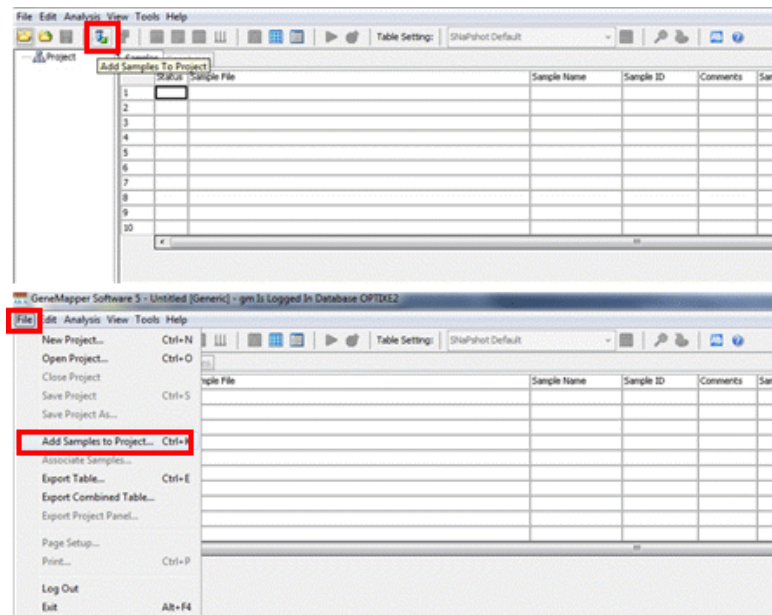 File Edit Analysis View Tools Help
Table Setting: SNaPshot Default
Project
Samples
Add Samples To Project
Status Sample File Sample Name Sample ID Comments
1
2
3
4
5
6
7
8
9
10
GeneMapper Software 5 - Untitled [Generic] - gm Is Logged In Database OPTIXE2
File Edit Analysis View Tools Help
New Project... Ctrl+N
Table Setting: SNaPshot Default
Open Project... Ctrl+O
Close Project
Sample Name Sample ID Comments
Save Project Ctrl+S
Save Project As...
Add Samples to Project... Ctrl+K
Associate Samples...
Export Table... Ctrl+E
Export Combined Table...
Export Project Panel...
Page Setup...
Print... Ctrl+P
Log Out
Exit Alt+F4